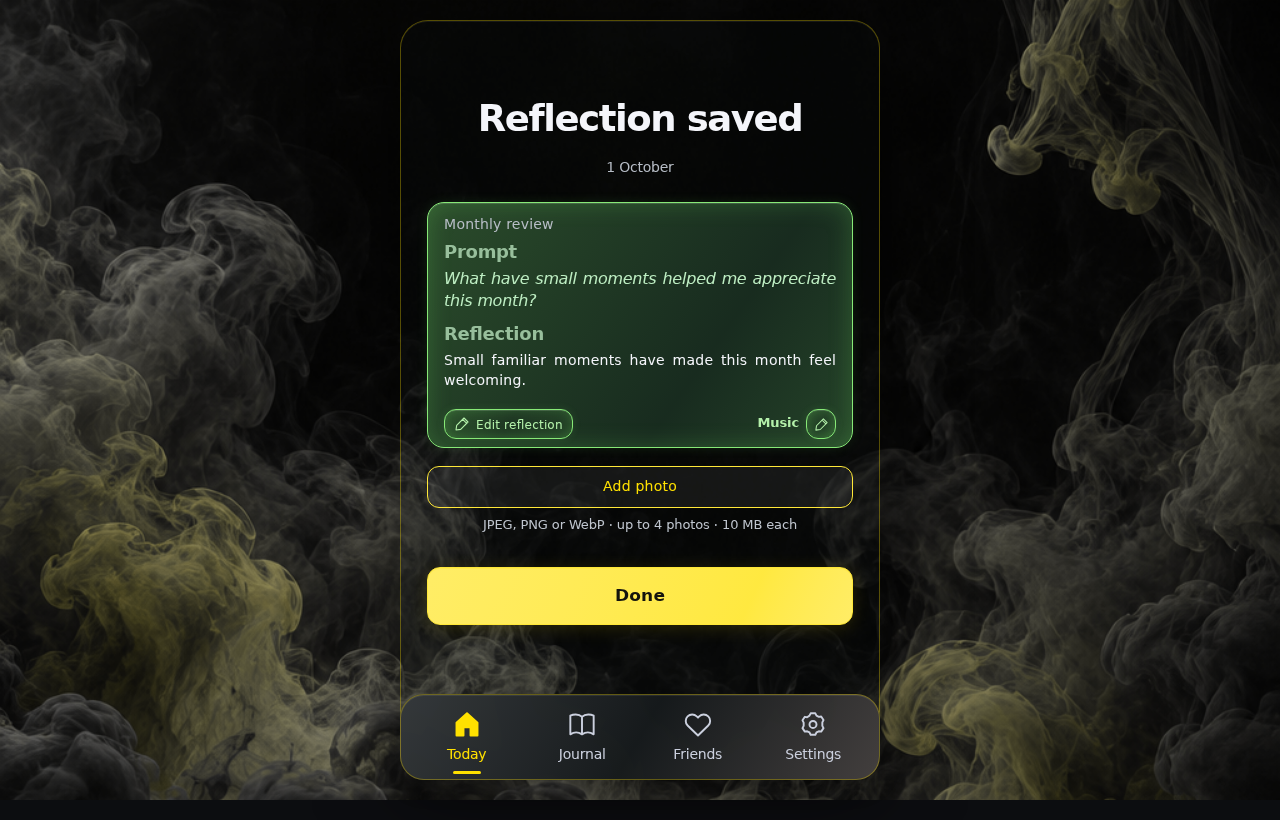 Reflection saved
1 October
Monthly review
Prompt
What have small moments helped me appreciate
this month?
Reflection
Small familiar moments have made this month feel
welcoming.
Edit reflection
Music
Add photo
JPEG, PNG or WebP · up to 4 photos · 10 MB each
Done
Today
Journal
Friends
Settings